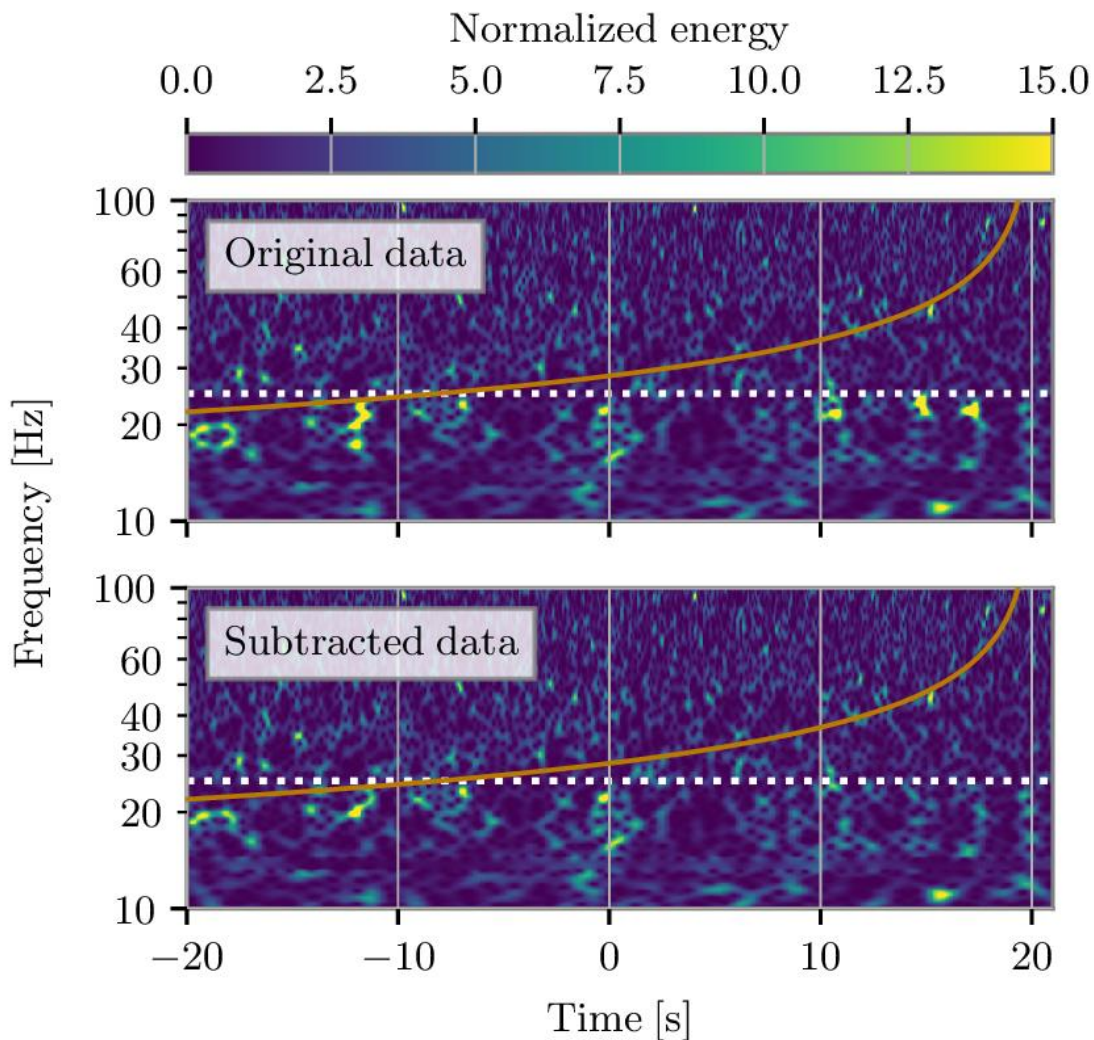 Normalized energy
0.0 2.5 5.0 7.5 10.0 12.5 15.0
100
Original data
60
40
30
20
10
Frequency [Hz]
100
Subtracted data
60
40
30
20
10
−20 −10 0 10 20
Time [s]